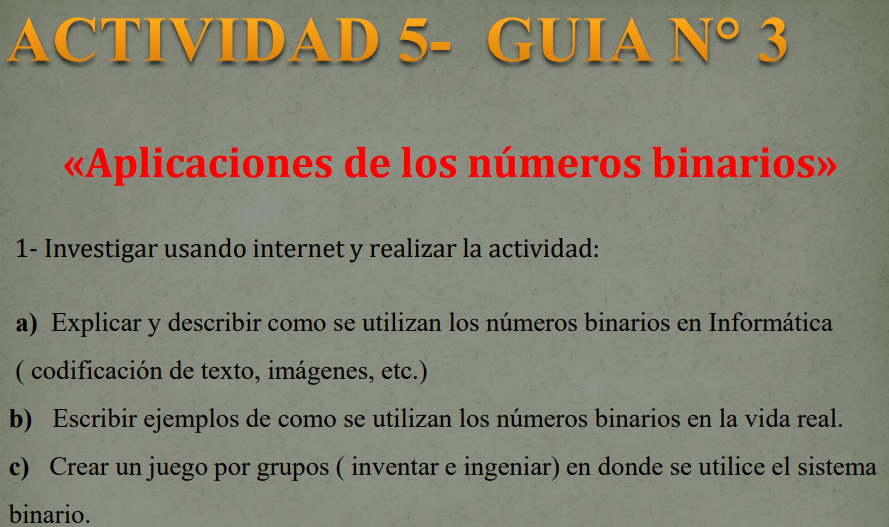 ACTIVIDAD 5- GUIA N° 3
«Aplicaciones de los números binarios»
1- Investigar usando internet y realizar la actividad:
a) Explicar y describir como se utilizan los números binarios en Informática
( codificación de texto, imágenes, etc.)
b) Escribir ejemplos de como se utilizan los números binarios en la vida real.
c) Crear un juego por grupos ( inventar e ingeniar) en donde se utilice el sistema
binario.